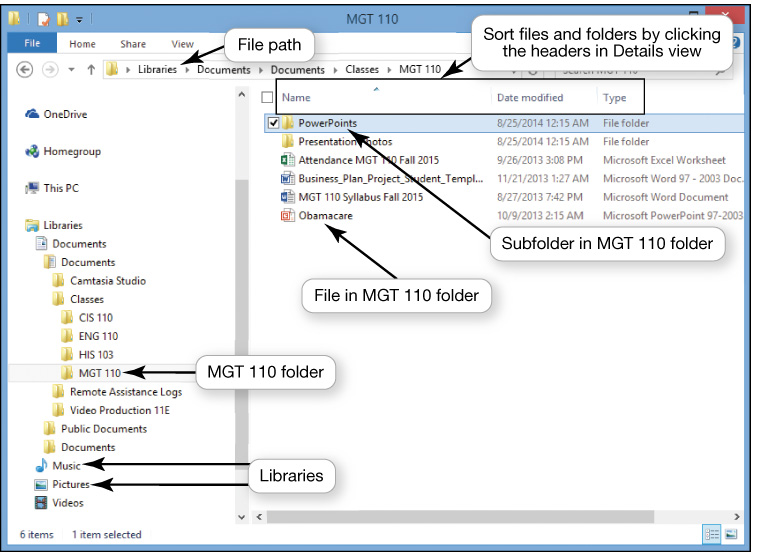 MGT 110
File Home Share View
File path
Sort files and folders by clicking
the headers in Details view
Libraries Documents Documents Classes MGT 110
Name Date modified Type
OneDrive
Homegroup
This PC
Libraries
Documents
Documents
Camtasia Studio
Classes
CIS 110
ENG 110
HIS 103
MGT 110
Remote Assistance Logs
Video Production 11E
Public Documents
Documents
Music
Pictures
Videos
PowerPoints 8/25/2014 12:15 AM File folder
Presentation Photos 8/25/2014 12:15 AM File folder
Attendance MGT 110 Fall 2015 9/26/2013 3:08 PM Microsoft Excel Worksheet
Business_Plan_Project_Student_Templ... 11/21/2013 1:27 AM Microsoft Word 97 - 2003 Doc
MGT 110 Syllabus Fall 2015 8/27/2013 7:42 PM Microsoft Word Document
Obamacare 10/9/2013 2:15 AM Microsoft PowerPoint 97-2003
Subfolder in MGT 110 folder
File in MGT 110 folder
MGT 110 folder
Libraries
6 items 1 item selected